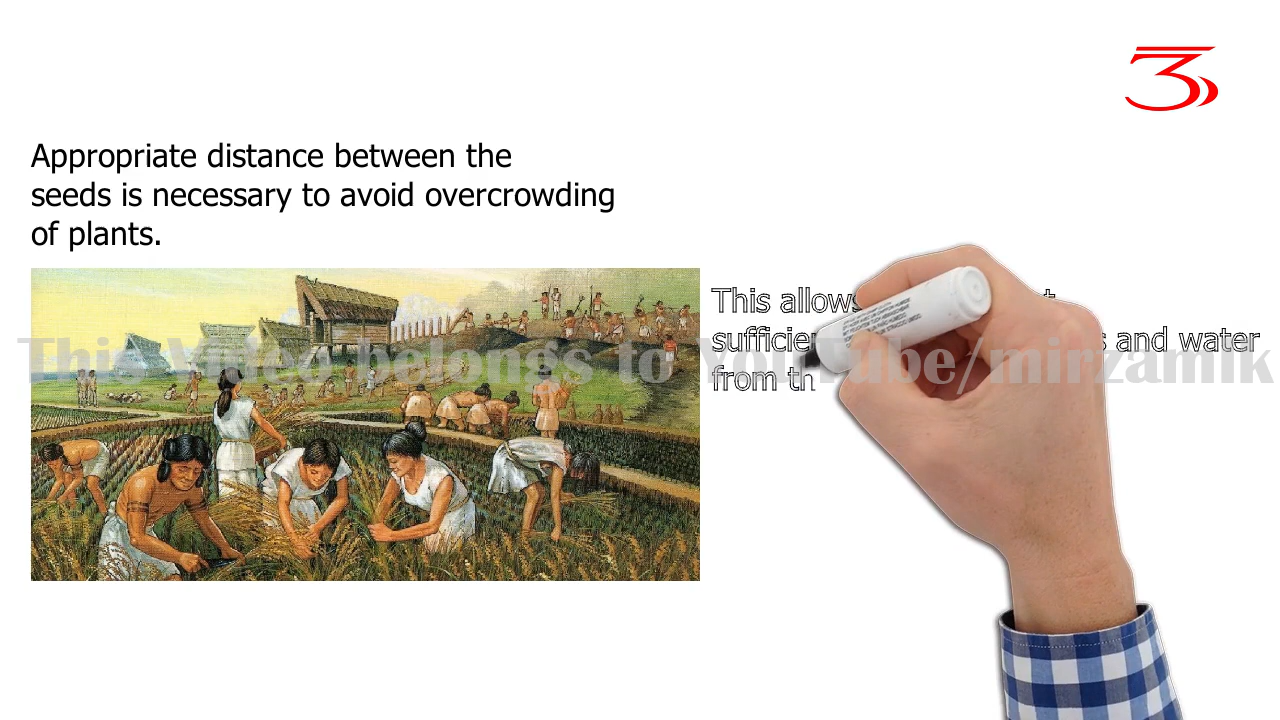 Appropriate distance between the
seeds is necessary to avoid overcrowding
of plants.
This allows
and water
from th
This Video belongs to YouTube/mirzamik